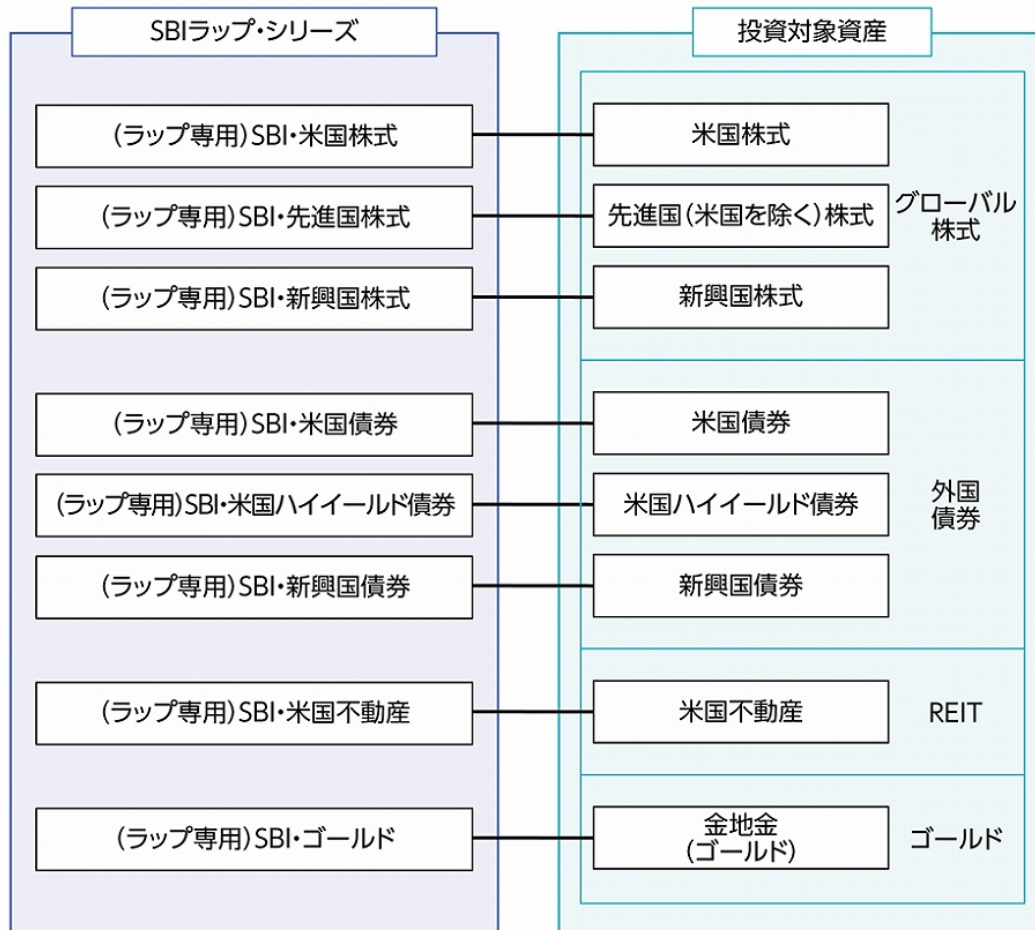 SBIラップ・シリーズ
投資対象資産
(ラップ専用)SBI・米国株式
米国株式
(ラップ専用)SBI・先進国株式
先進国(米国を除く)株式
グローバル
株式
(ラップ専用)SBI・新興国株式
新興国株式
(ラップ専用)SBI・米国債券
米国債券
(ラップ専用)SBI・米国ハイイールド債券
米国ハイイールド債券
外国
債券
(ラップ専用)SBI・新興国債券
新興国債券
(ラップ専用)SBI・米国不動産
米国不動産
REIT
(ラップ専用)SBI・ゴールド
金地金
(ゴールド)
ゴールド